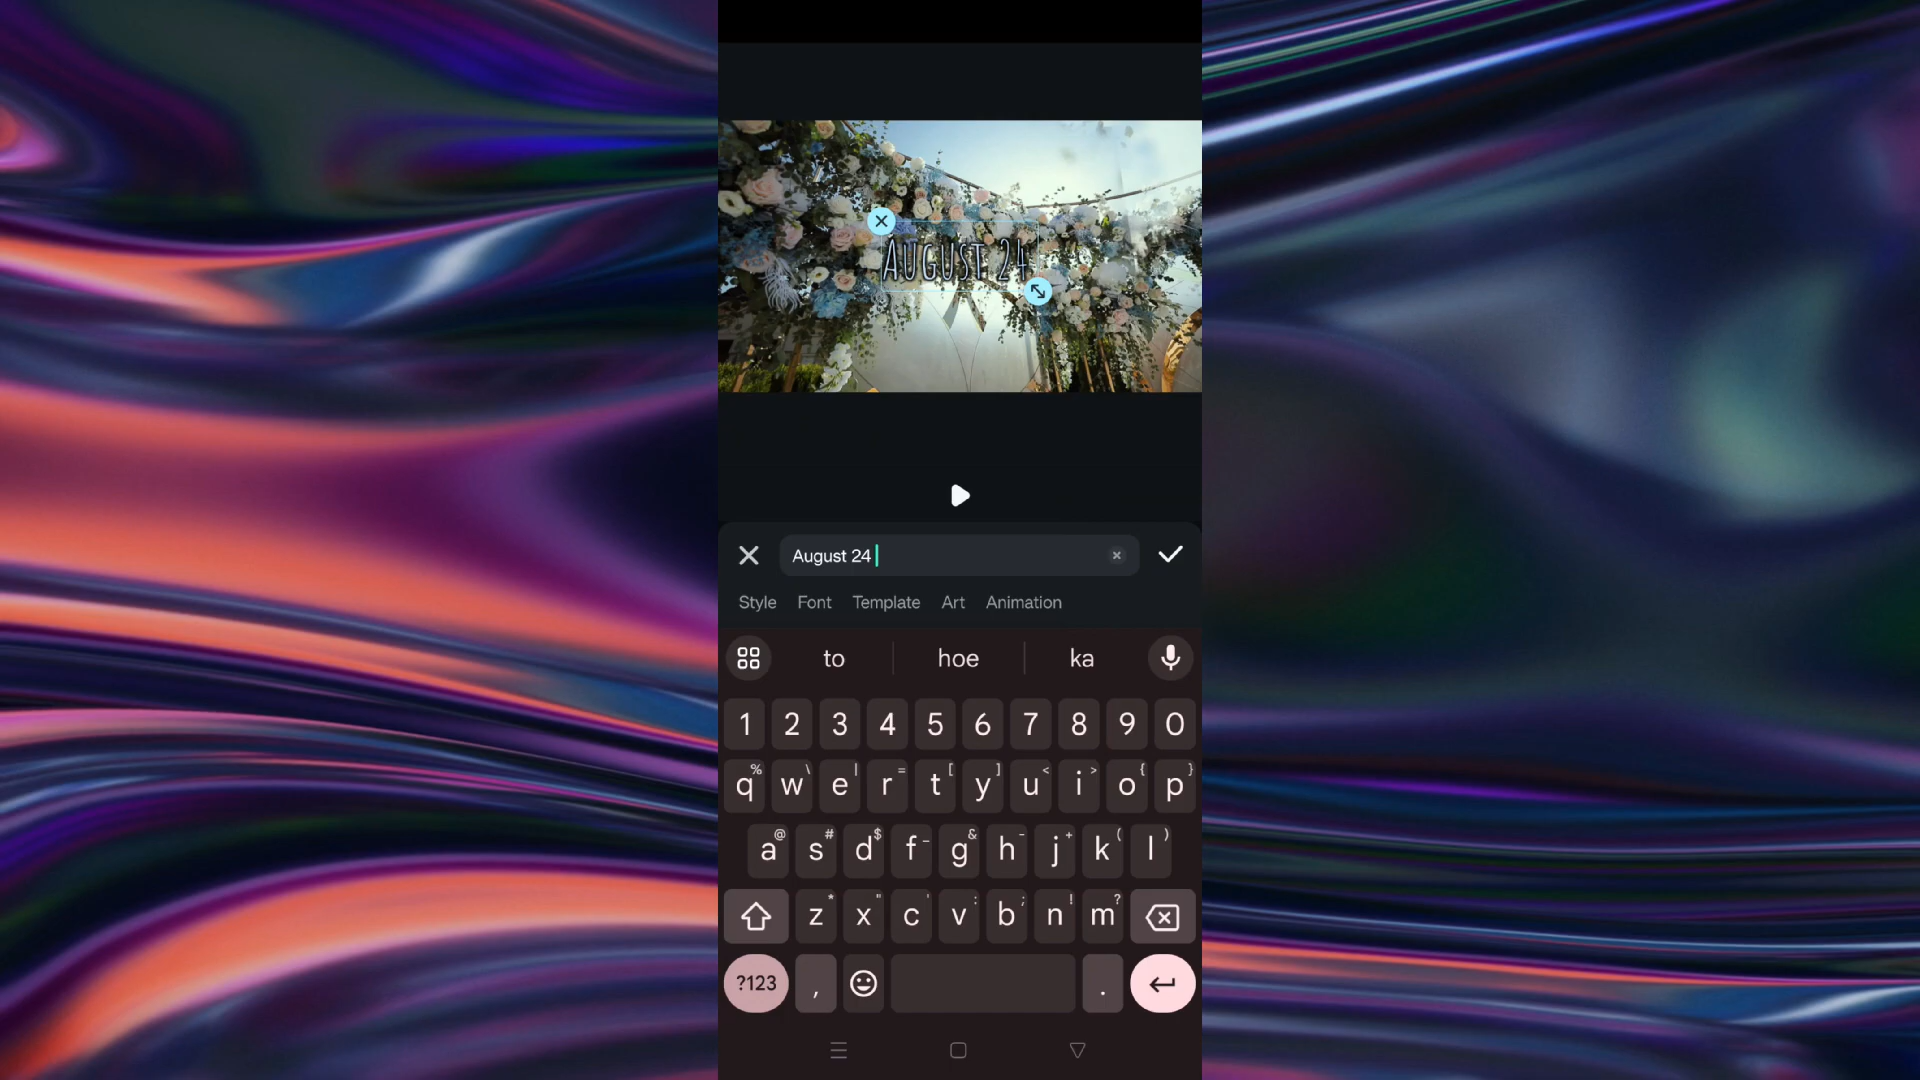 AUGUST 24
August 24
Style Font Template Art Animation
to hoe ka
1 2 3 4 5 6 7 8 9 0
% \ | = [ ] < > { }
q w e r t y u i o p
@ # $ _ & - + ( )
a s d f g h j k l
* " ' : ; ! ?
z x c v b n m
?123 , .